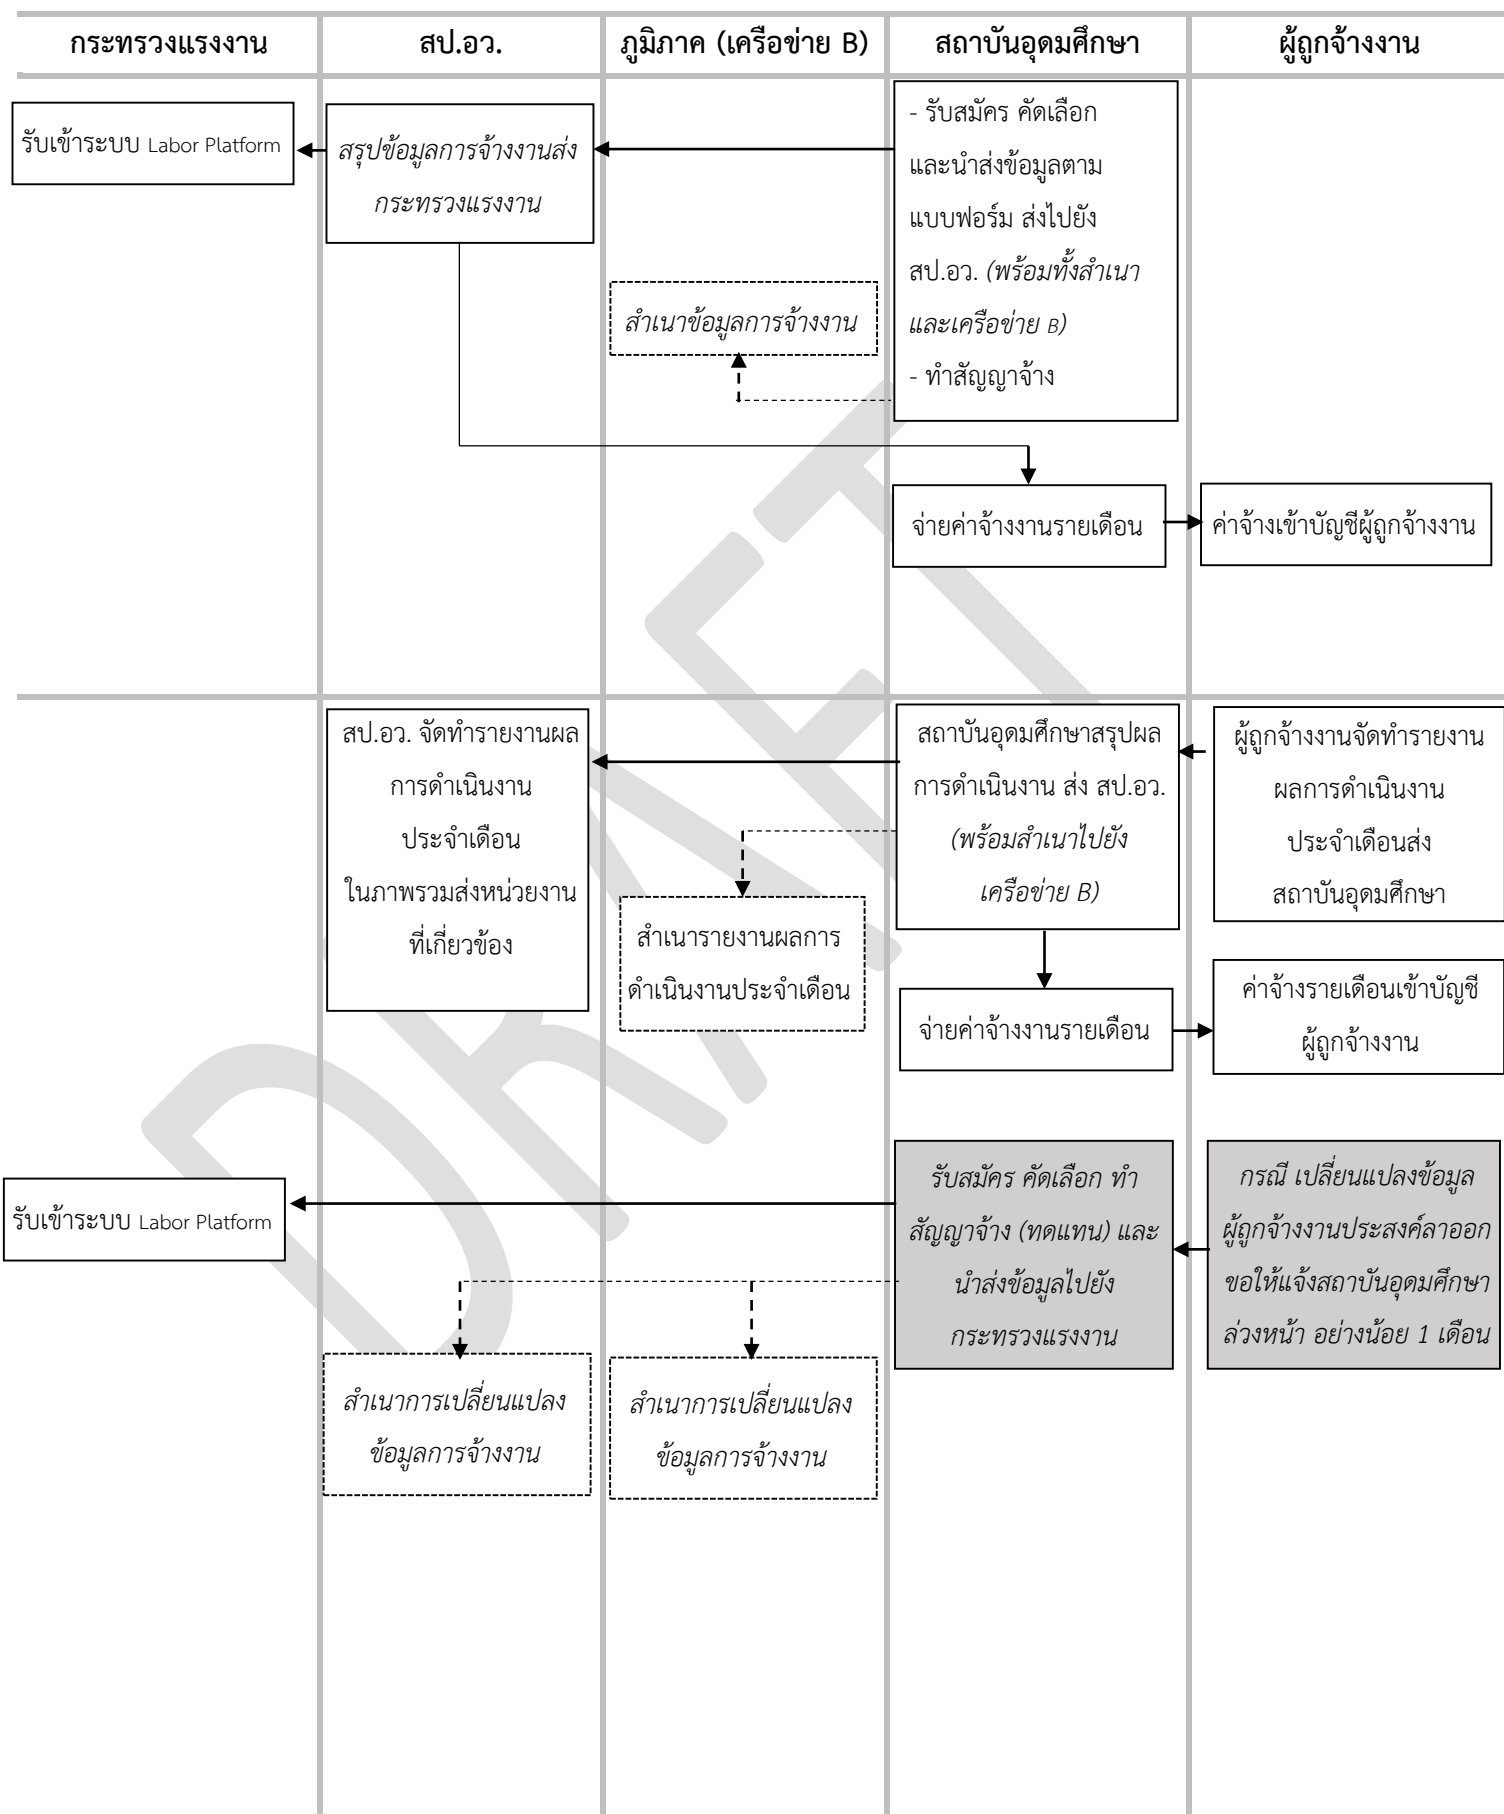 กระทรวงแรงงาน
สป.อว.
ภูมิภาค (เครือข่าย B)
สถาบันอุดมศึกษา
ผู้ถูกจ้างงาน
รับเข้าระบบ Labor Platform
สรุปข้อมูลการจ้างงานส่ง
กระทรวงแรงงาน
สำเนาข้อมูลการจ้างงาน
- รับสมัคร คัดเลือก
และนำส่งข้อมูลตาม
แบบฟอร์ม ส่งไปยัง
สป.อว. (พร้อมทั้งสำเนา
และเครือข่าย B)
- ทำสัญญาจ้าง
จ่ายค่าจ้างงานรายเดือน
ค่าจ้างเข้าบัญชีผู้ถูกจ้างงาน
สป.อว. จัดทำรายงานผล
การดำเนินงาน
ประจำเดือน
ในภาพรวมส่งหน่วยงาน
ที่เกี่ยวข้อง
สำเนารายงานผลการ
ดำเนินงานประจำเดือน
สถาบันอุดมศึกษาสรุปผล
การดำเนินงาน ส่ง สป.อว.
(พร้อมสำเนาไปยัง
เครือข่าย B)
ผู้ถูกจ้างงานจัดทำรายงาน
ผลการดำเนินงาน
ประจำเดือนส่ง
สถาบันอุดมศึกษา
จ่ายค่าจ้างงานรายเดือน
ค่าจ้างรายเดือนเข้าบัญชี
ผู้ถูกจ้างงาน
รับเข้าระบบ Labor Platform
รับสมัคร คัดเลือก ทำ
สัญญาจ้าง (ทดแทน) และ
นำส่งข้อมูลไปยัง
กระทรวงแรงงาน
กรณี เปลี่ยนแปลงข้อมูล
ผู้ถูกจ้างงานประสงค์ลาออก
ขอให้แจ้งสถาบันอุดมศึกษา
ล่วงหน้า อย่างน้อย 1 เดือน
สำเนาการเปลี่ยนแปลง
ข้อมูลการจ้างงาน
สำเนาการเปลี่ยนแปลง
ข้อมูลการจ้างงาน
DRAFT